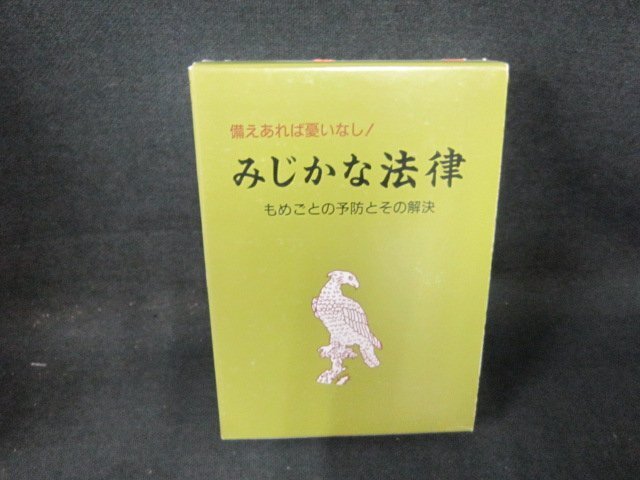 備えあれば憂いなし!
みじかな法律
もめごとの予防とその解決